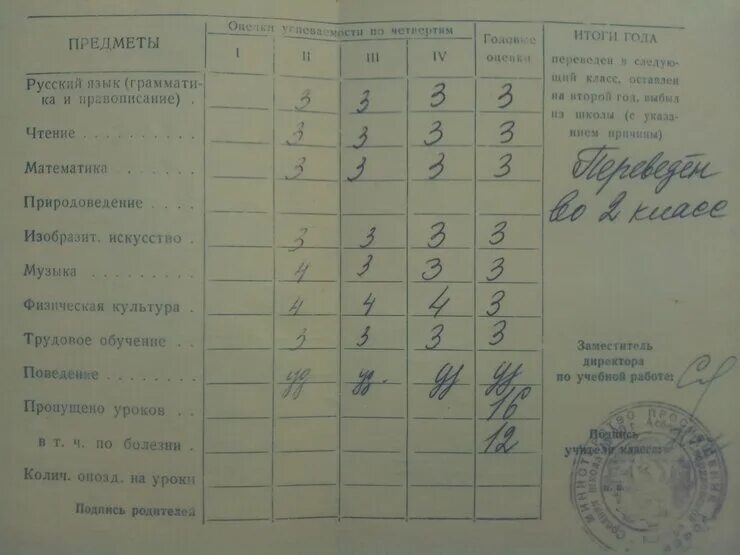 Оценки успеваемости по четвертям
ПРЕДМЕТЫ I II III IV Годовые оценки
Русский язык (граммати-
ка и правописание) . 3 3 3 3
Чтение . . . . . . . . . 3 3 3 3
Математика . . . . . . . 3 3 3 3
Природоведение . . . .
Изобразит. искусство . 3 3 3 3
Музыка . . . . . . . . . 4 3 3 3
Физическая культура . 4 4 4 3
Трудовое обучение . . 3 3 3 3
Поведение . . . . . . . уд уд. уд уд
Пропущено уроков . . 16
в т. ч. по болезни . 12
Колич. опозд. на уроки
Подпись родителей
ИТОГИ ГОДА
переведен в следую-
щий класс, оставлен
на второй год, выбыл
из школы (с указа-
нием причины)
Переведён
во 2 класс
Заместитель
директора
по учебной работе:
Подпись
учителя класса:
МИНИСТЕРСТВО ПРОСВЕЩЕНИЯ